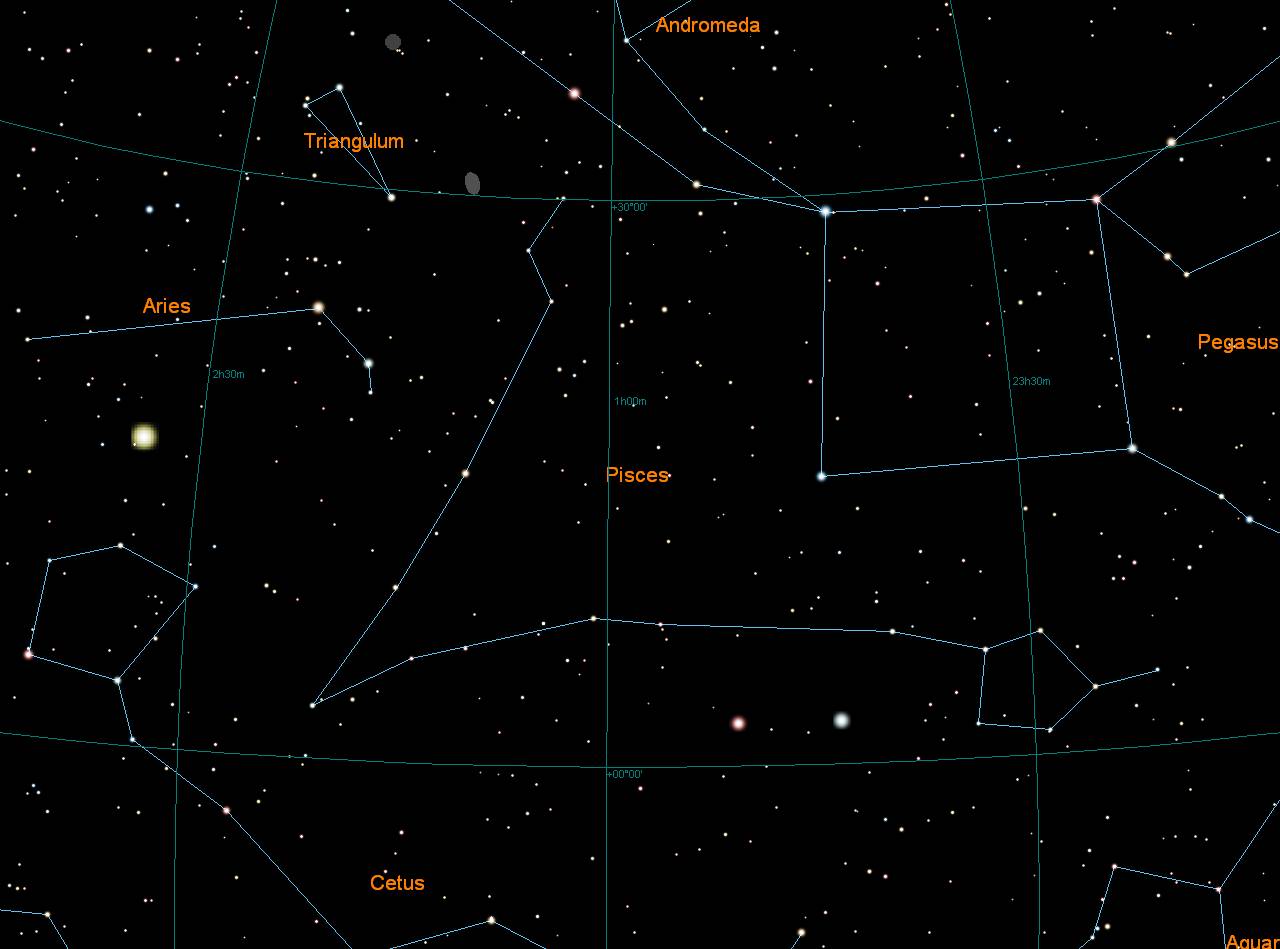 Andromeda
Triangulum
+30°00'
Aries
Pegasus
2h30m
23h30m
1h00m
Pisces
+00°00'
Cetus
Aquar